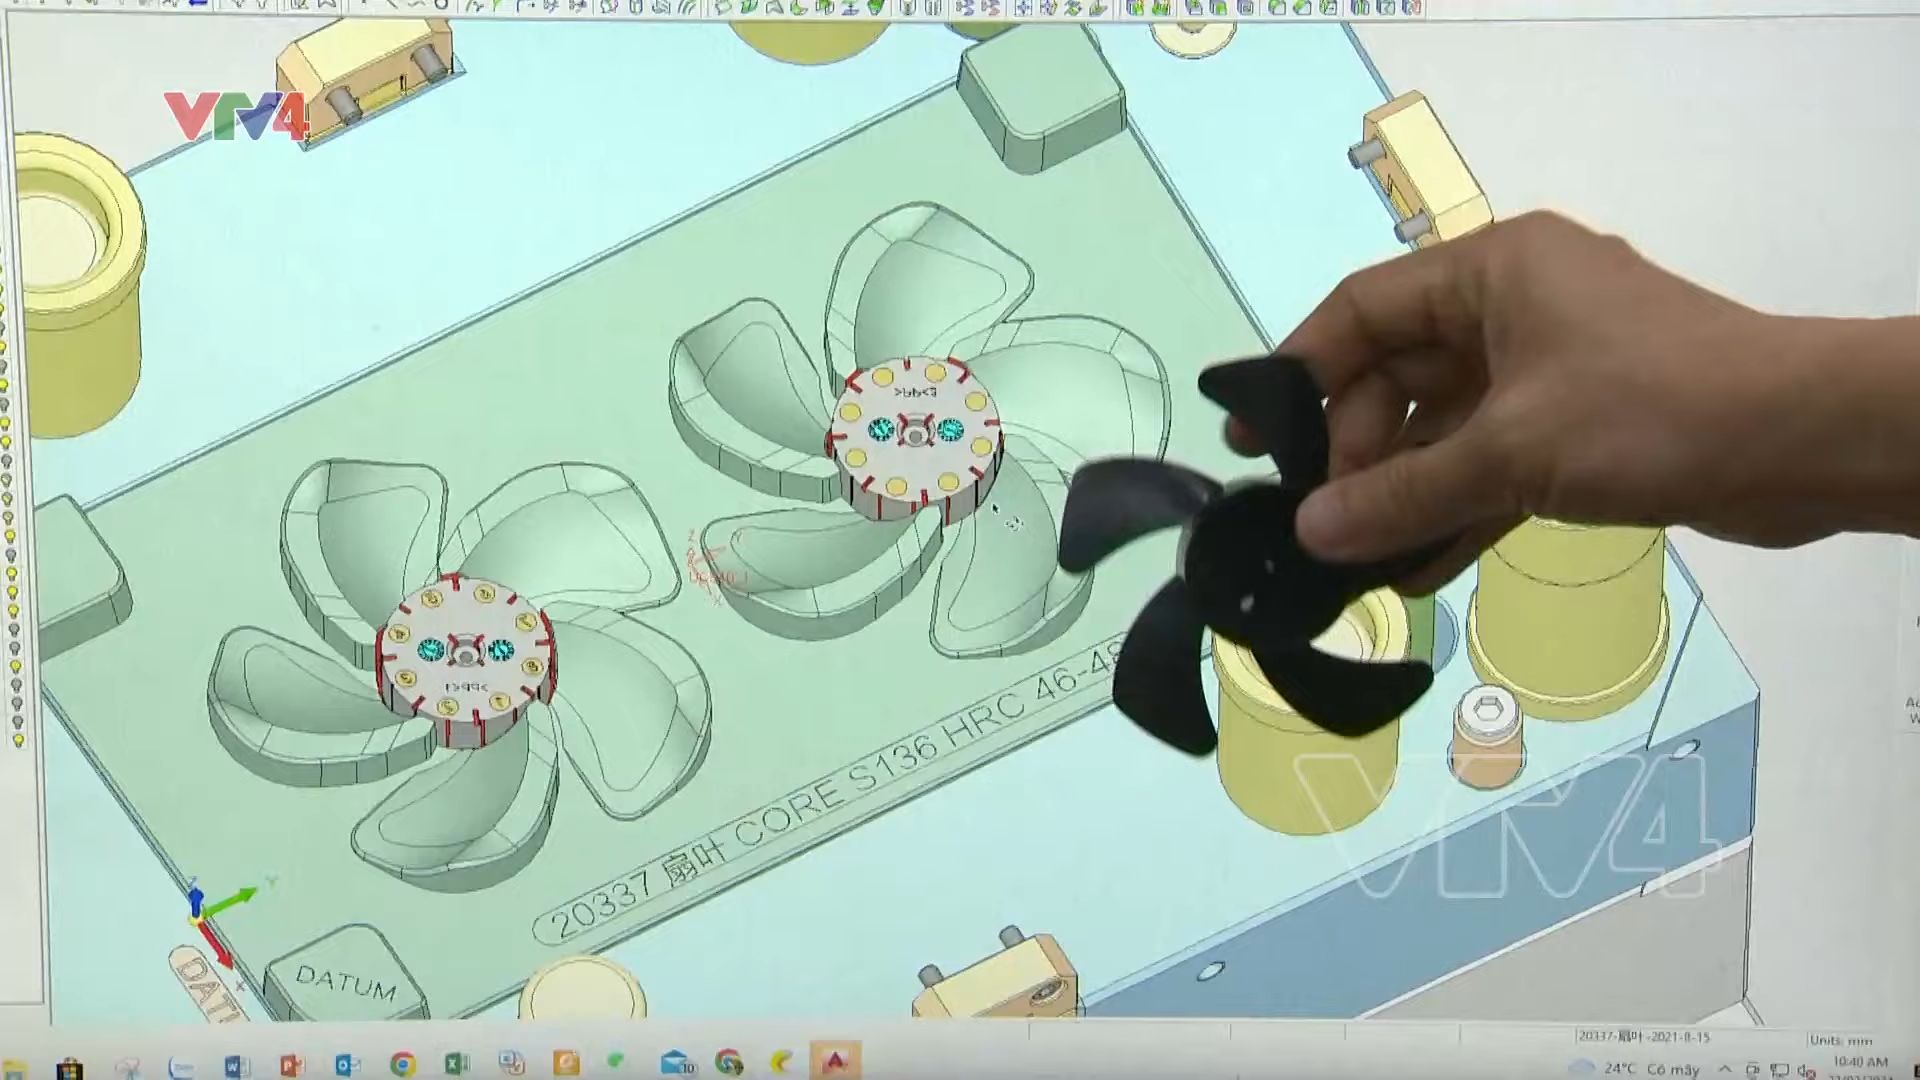 VTV4
20337 扇叶 CORE S136 HRC 46-48
DATUM
VTV4
20337-扇叶-2021-8-15
Units: mm
24°C Có mây
10:40 AM